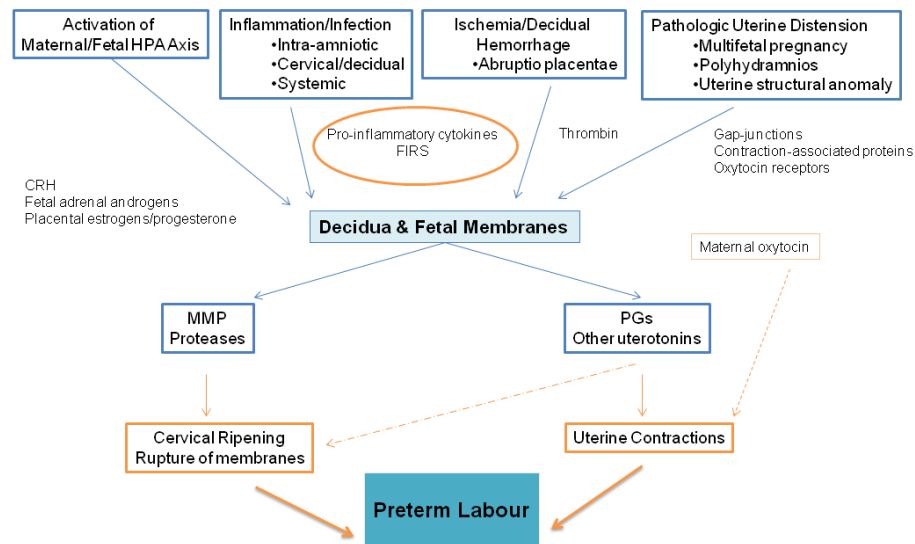 Activation of
Maternal/Fetal HPA Axis
Inflammation/Infection
•Intra-amniotic
•Cervical/decidual
•Systemic
Ischemia/Decidual
Hemorrhage
•Abruptio placentae
Pathologic Uterine Distension
•Multifetal pregnancy
•Polyhydramnios
•Uterine structural anomaly
Pro-inflammatory cytokines
FIRS
Thrombin
Gap-junctions
Contraction-associated proteins
Oxytocin receptors
CRH
Fetal adrenal androgens
Placental estrogens/progesterone
Decidua & Fetal Membranes
Maternal oxytocin
MMP
Proteases
PGs
Other uterotonins
Cervical Ripening
Rupture of membranes
Uterine Contractions
Preterm Labour